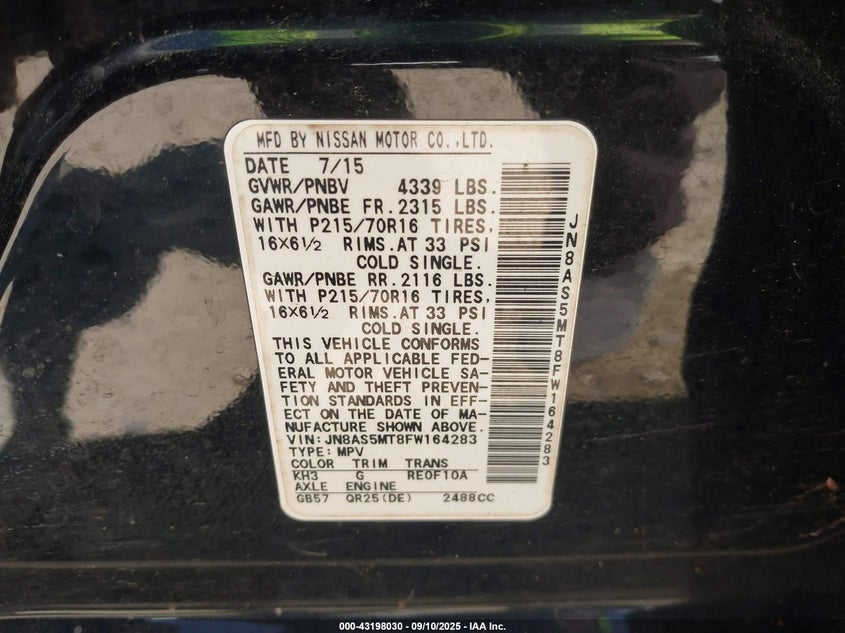 MFD BY NISSAN MOTOR CO.,LTD.
DATE 7/15
GVWR/PNBV 4339 LBS.
GAWR/PNBE FR.2315 LBS.
WITH P215/70R16 TIRES,
16X6½ RIMS.AT 33 PSI
COLD SINGLE.
GAWR/PNBE RR.2116 LBS.
WITH P215/70R16 TIRES,
16X6½ RIMS.AT 33 PSI
COLD SINGLE.
THIS VEHICLE CONFORMS
TO ALL APPLICABLE FED-
ERAL MOTOR VEHICLE SA-
FETY AND THEFT PREVEN-
TION STANDARDS IN EFF-
ECT ON THE DATE OF MA-
NUFACTURE SHOWN ABOVE.
VIN:JN8AS5MT8FW164283
TYPE:MPV
COLOR TRIM TRANS
KH3 G RE0F10A
AXLE ENGINE
GB57 QR25(DE) 2488CC
JN8AS5MT8FW164283
000-43198030 - 09/10/2025 - IAA Inc.